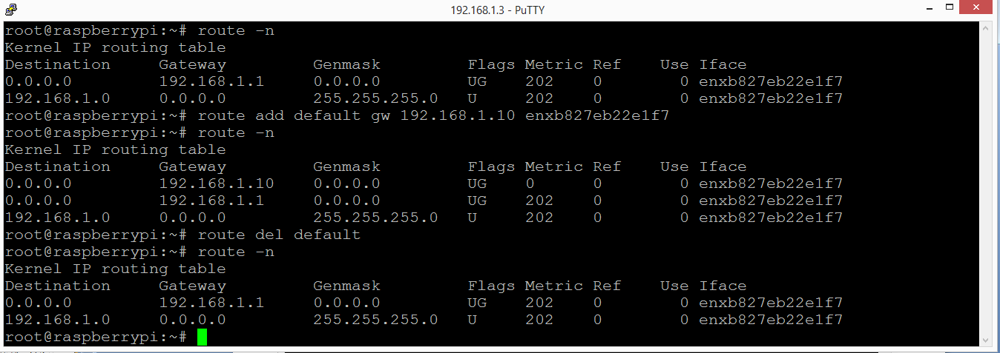 192.168.1.3 - PuTTY
root@raspberrypi:~# route -n
Kernel IP routing table
Destination     Gateway         Genmask         Flags Metric Ref    Use Iface
0.0.0.0         192.168.1.1     0.0.0.0         UG    202    0        0 enxb827eb22e1f7
192.168.1.0     0.0.0.0         255.255.255.0   U     202    0        0 enxb827eb22e1f7
root@raspberrypi:~# route add default gw 192.168.1.10 enxb827eb22e1f7
root@raspberrypi:~# route -n
Kernel IP routing table
Destination     Gateway         Genmask         Flags Metric Ref    Use Iface
0.0.0.0         192.168.1.10    0.0.0.0         UG    0      0        0 enxb827eb22e1f7
0.0.0.0         192.168.1.1     0.0.0.0         UG    202    0        0 enxb827eb22e1f7
192.168.1.0     0.0.0.0         255.255.255.0   U     202    0        0 enxb827eb22e1f7
root@raspberrypi:~# route del default
root@raspberrypi:~# route -n
Kernel IP routing table
Destination     Gateway         Genmask         Flags Metric Ref    Use Iface
0.0.0.0         192.168.1.1     0.0.0.0         UG    202    0        0 enxb827eb22e1f7
192.168.1.0     0.0.0.0         255.255.255.0   U     202    0        0 enxb827eb22e1f7
root@raspberrypi:~#